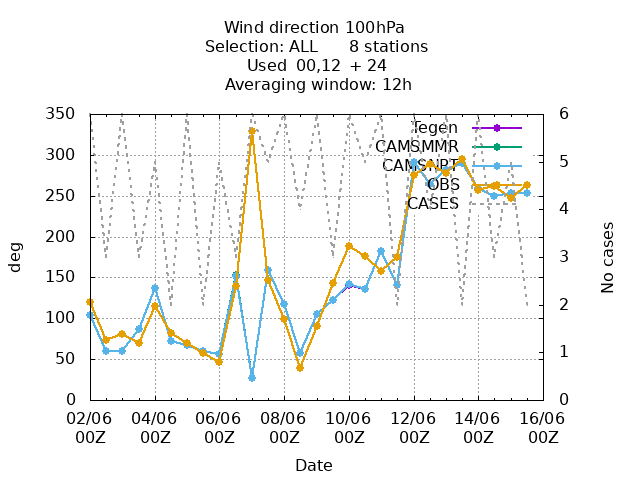 Wind direction 100hPa
Selection: ALL 8 stations
Used 00,12 + 24
Averaging window: 12h
350
300
250
200
150
100
50
0
deg
6
5
4
3
2
1
0
No cases
Tegen
CAMSMMR
CAMSNRT
OBS
CASES
02/06 04/06 06/06 08/06 10/06 12/06 14/06 16/06
00Z 00Z 00Z 00Z 00Z 00Z 00Z 00Z
Date